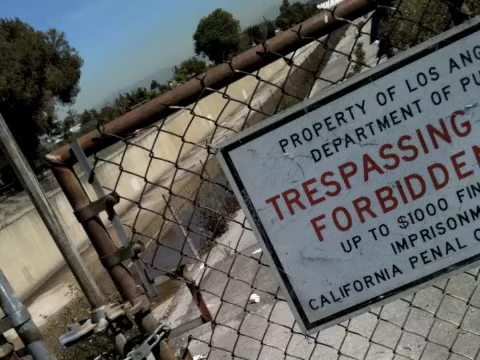 PROPERTY OF LOS ANG
DEPARTMENT OF PU
TRESPASSING
FORBIDDEN
UP TO $1000 FIN
IMPRISONM
CALIFORNIA PENAL C